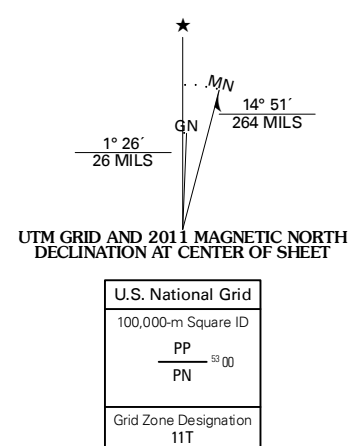 ★
MN
GN
14° 51´
264 MILS
1° 26´
26 MILS
UTM GRID AND 2011 MAGNETIC NORTH
DECLINATION AT CENTER OF SHEET
U.S. National Grid
100,000-m Square ID
PP
53 00
PN
Grid Zone Designation
11T